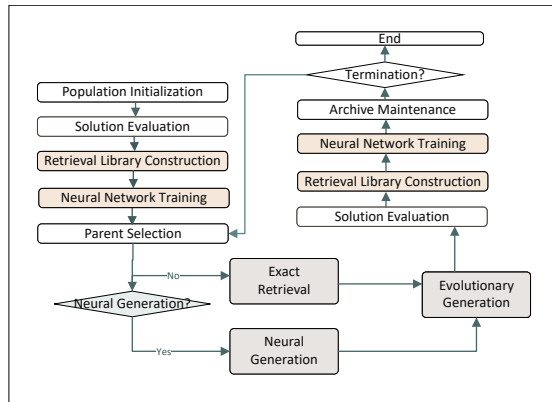 Population Initialization
Solution Evaluation
Retrieval Library Construction
Neural Network Training
Parent Selection
Neural Generation?
No
Yes
Exact
Retrieval
Neural
Generation
Evolutionary
Generation
Solution Evaluation
Retrieval Library Construction
Neural Network Training
Archive Maintenance
Termination?
End